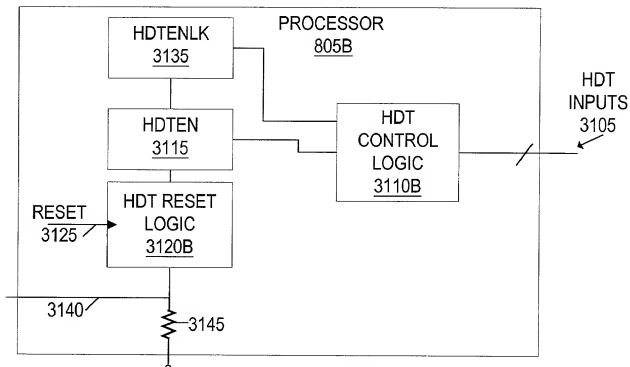 PROCESSOR
805B
HDTENLK
3135
HDTEN
3115
HDT
CONTROL
LOGIC
3110B
HDT
INPUTS
3105
HDT RESET
LOGIC
3120B
RESET
3125
3140
3145